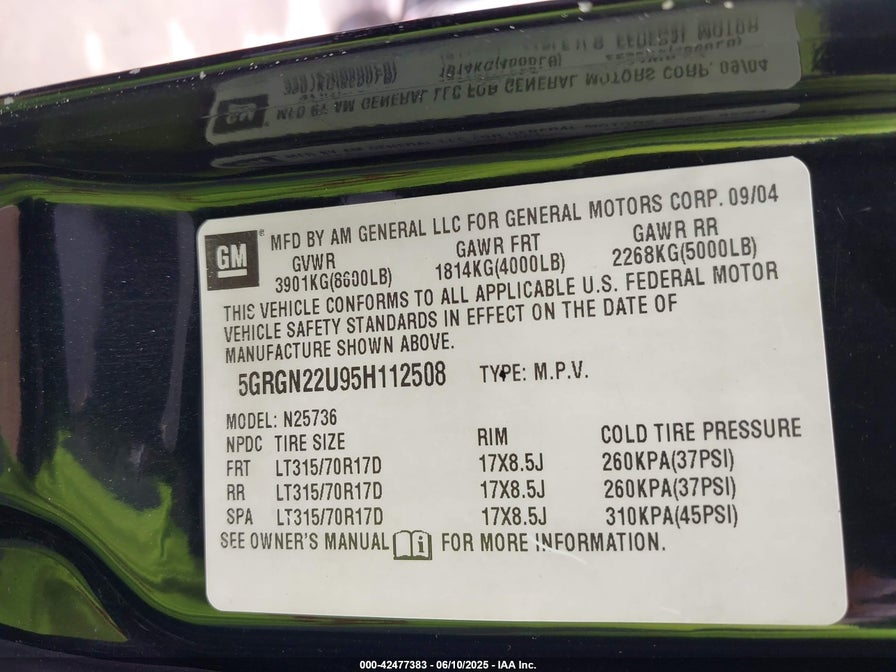 MFD BY AM GENERAL LLC FOR GENERAL MOTORS CORP. 09/04
GM
GVWR GAWR FRT GAWR RR
3901KG(8600LB) 1814KG(4000LB) 2268KG(5000LB)
THIS VEHICLE CONFORMS TO ALL APPLICABLE U.S. FEDERAL MOTOR
VEHICLE SAFETY STANDARDS IN EFFECT ON THE DATE OF
MANUFACTURE SHOWN ABOVE.
5GRGN22U95H112508 TYPE: M.P.V.
MODEL: N25736
NPDC TIRE SIZE RIM COLD TIRE PRESSURE
FRT LT315/70R17D 17X8.5J 260KPA(37PSI)
RR LT315/70R17D 17X8.5J 260KPA(37PSI)
SPA LT315/70R17D 17X8.5J 310KPA(45PSI)
SEE OWNER'S MANUAL i FOR MORE INFORMATION.
000-42477383 - 06/10/2025 - IAA Inc.